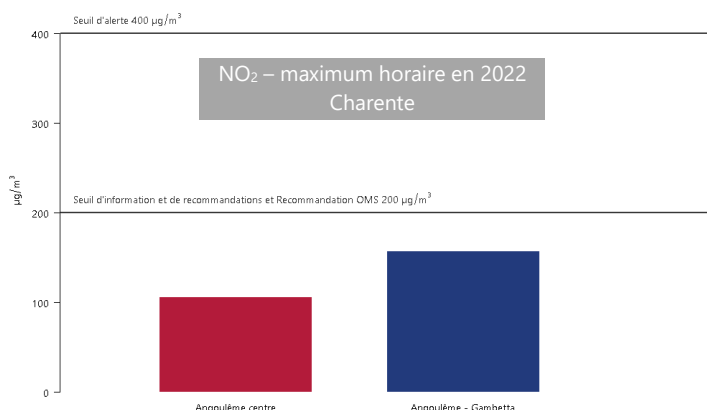 Seuil d'alerte 400 µg/m³
400
NO₂ – maximum horaire en 2022
Charente
300
µg/m³
Seuil d'information et de recommandations et Recommandation OMS 200 µg/m³
200
100
0
Angoulême centre
Angoulême - Gambetta